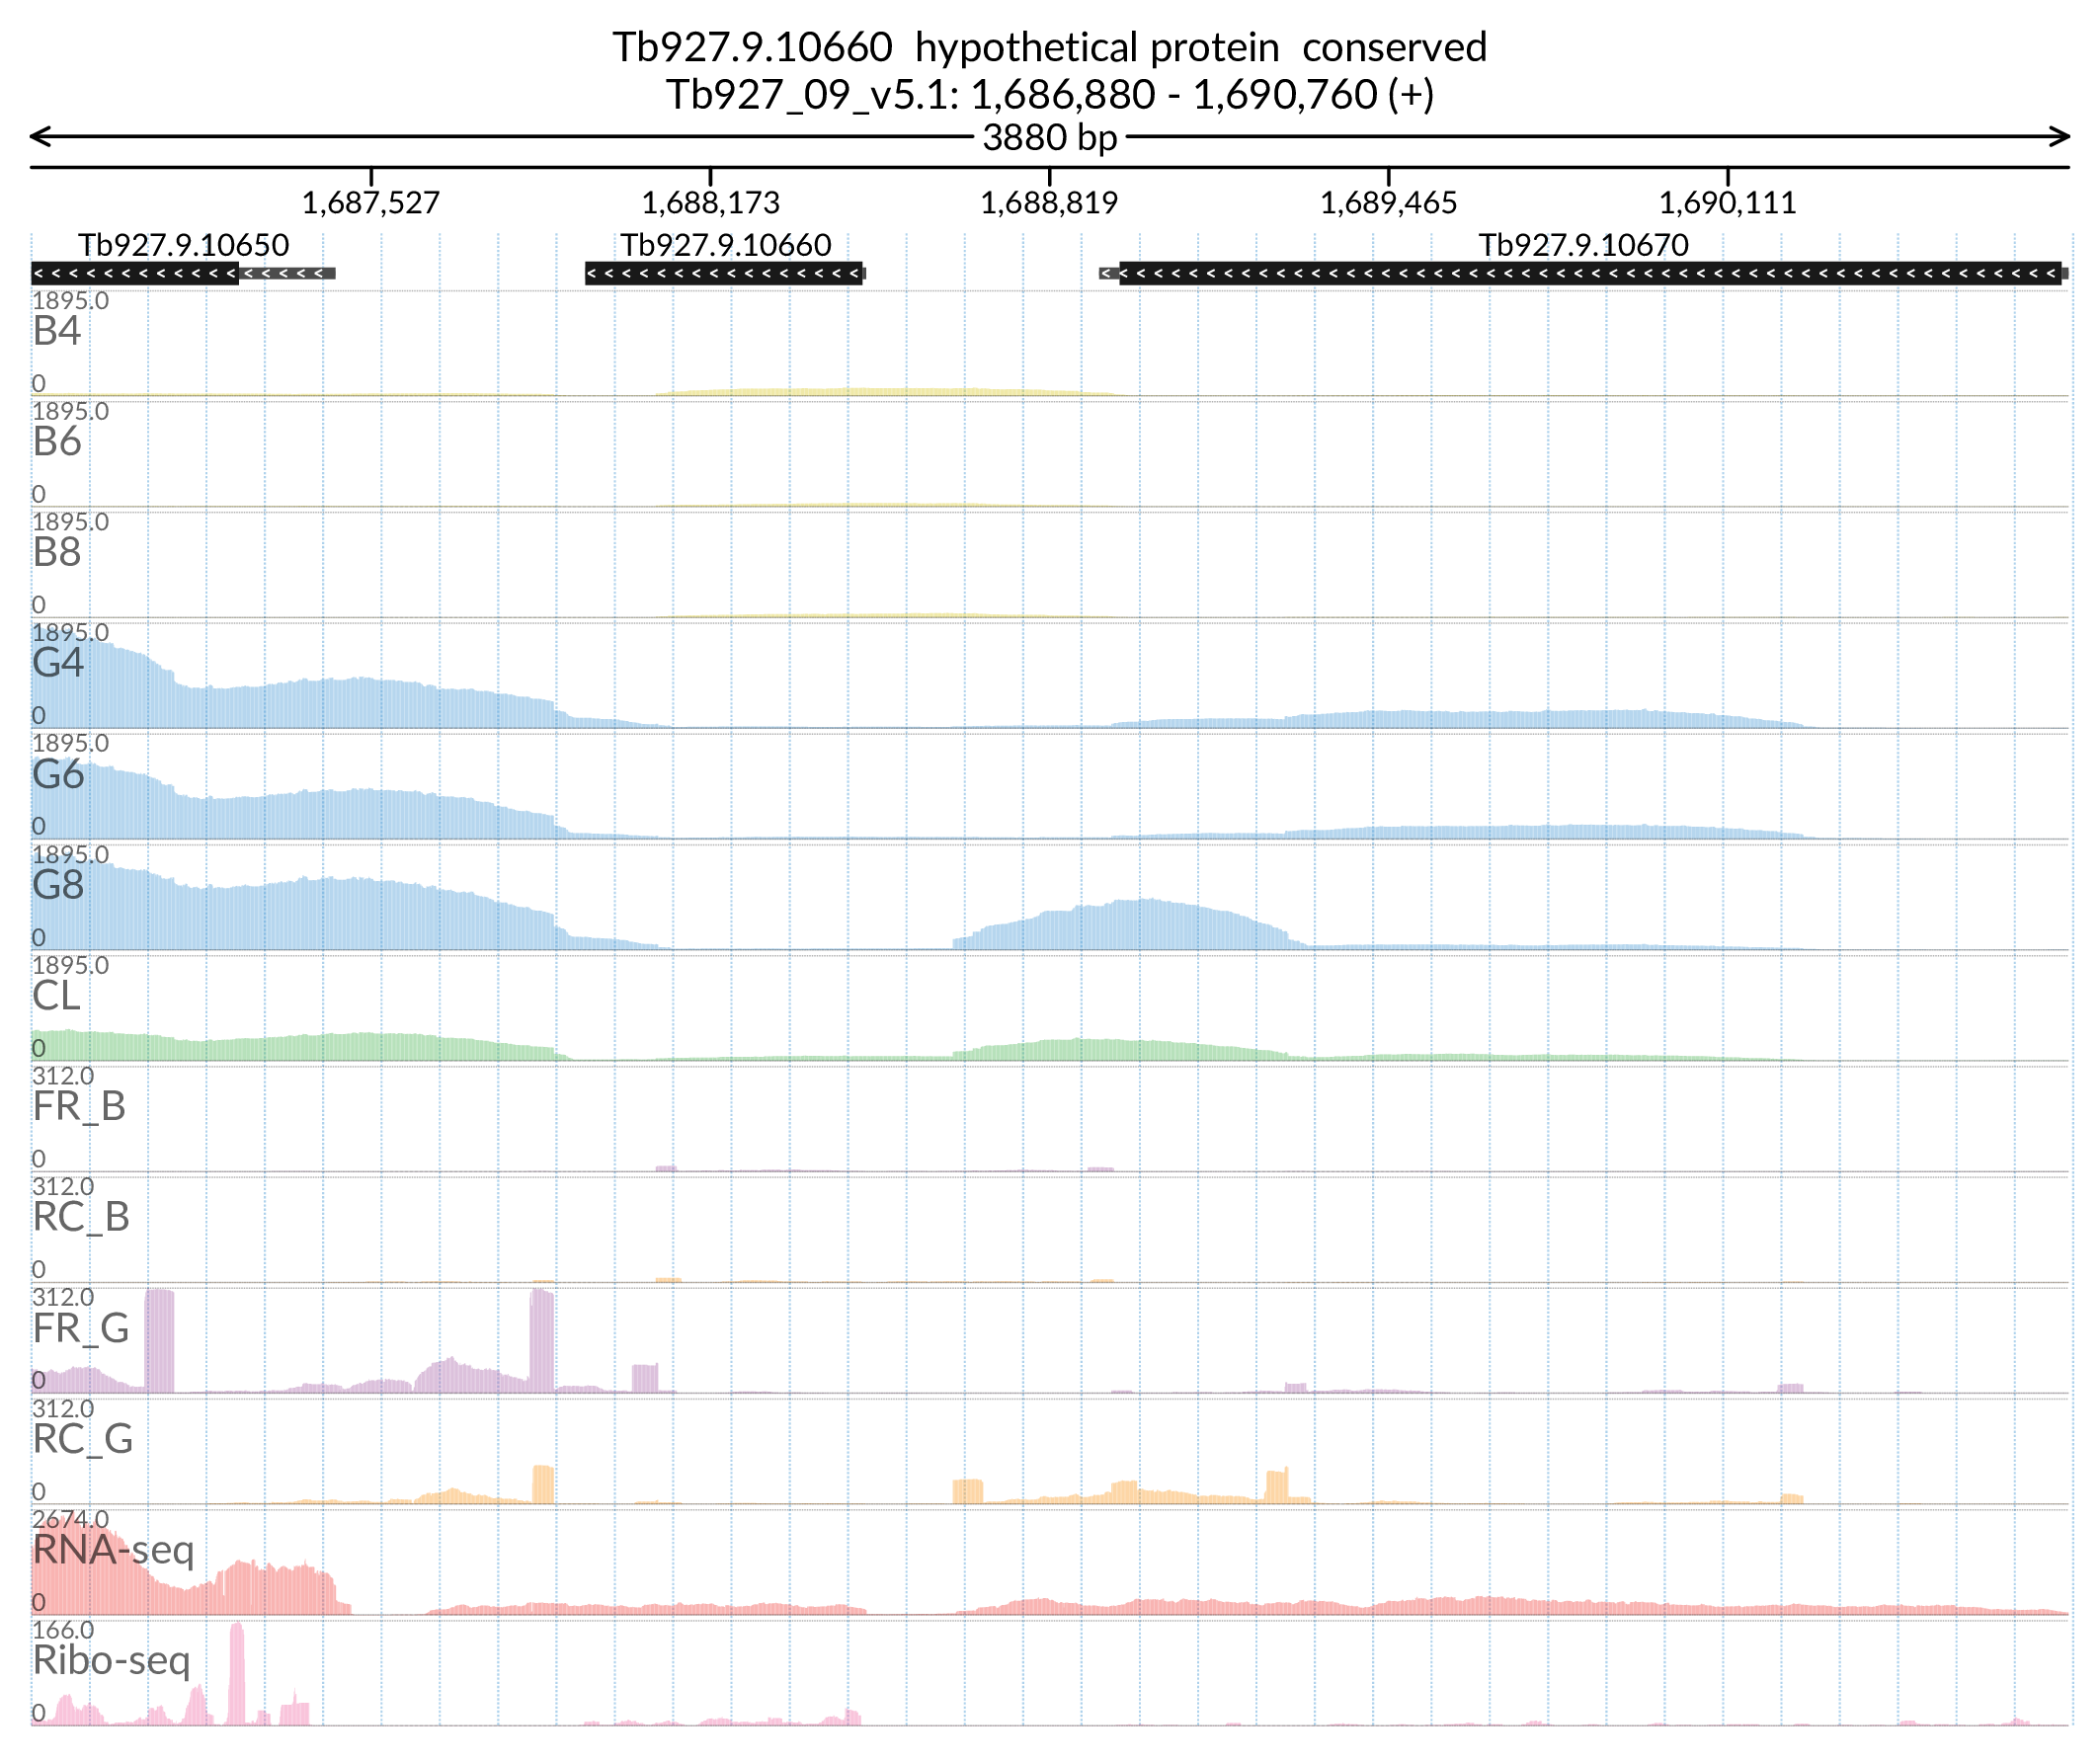 Tb927.9.10660 hypothetical protein conserved
Tb927_09_v5.1: 1,686,880 - 1,690,760 (+)
3880 bp
1,687,527 1,688,173 1,688,819 1,689,465 1,690,111
Tb927.9.10650 Tb927.9.10660 Tb927.9.10670
1895.0
B4
0
1895.0
B6
0
1895.0
B8
0
1895.0
G4
0
1895.0
G6
0
1895.0
G8
0
1895.0
CL
0
312.0
FR_B
0
312.0
RC_B
0
312.0
FR_G
0
312.0
RC_G
0
2674.0
RNA-seq
0
166.0
Ribo-seq
0